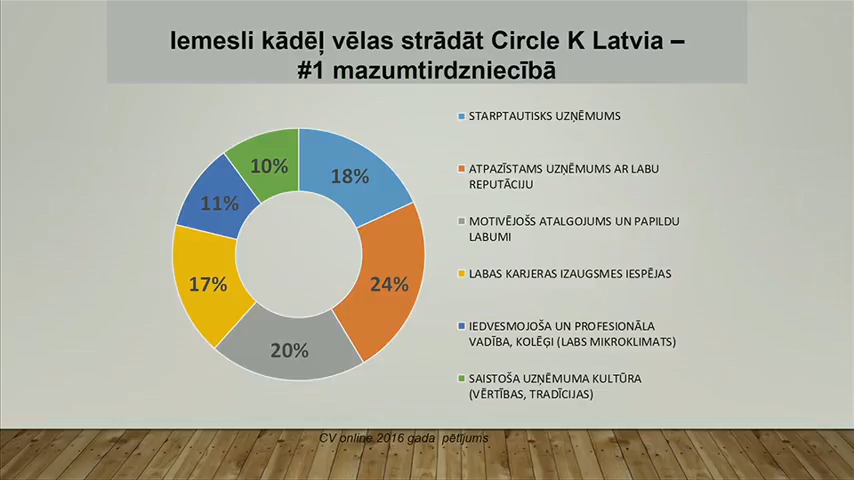 Iemesli kādēļ vēlas strādāt Circle K Latvia –
#1 mazumtirdzniecībā
18%
24%
20%
17%
11%
10%
STARPTAUTISKS UZŅĒMUMS
ATPAZĪSTAMS UZŅĒMUMS AR LABU
REPUTĀCIJU
MOTIVĒJOŠS ATALGOJUMS UN PAPILDU
LABUMI
LABAS KARJERAS IZAUGSMES IESPĒJAS
IEDVESMOJOŠA UN PROFESIONĀLA
VADĪBA, KOLĒĢI (LABS MIKROKLIMATS)
SAISTOŠA UZŅĒMUMA KULTŪRA
(VĒRTĪBAS, TRADĪCIJAS)
CV online 2016 gada pētījums